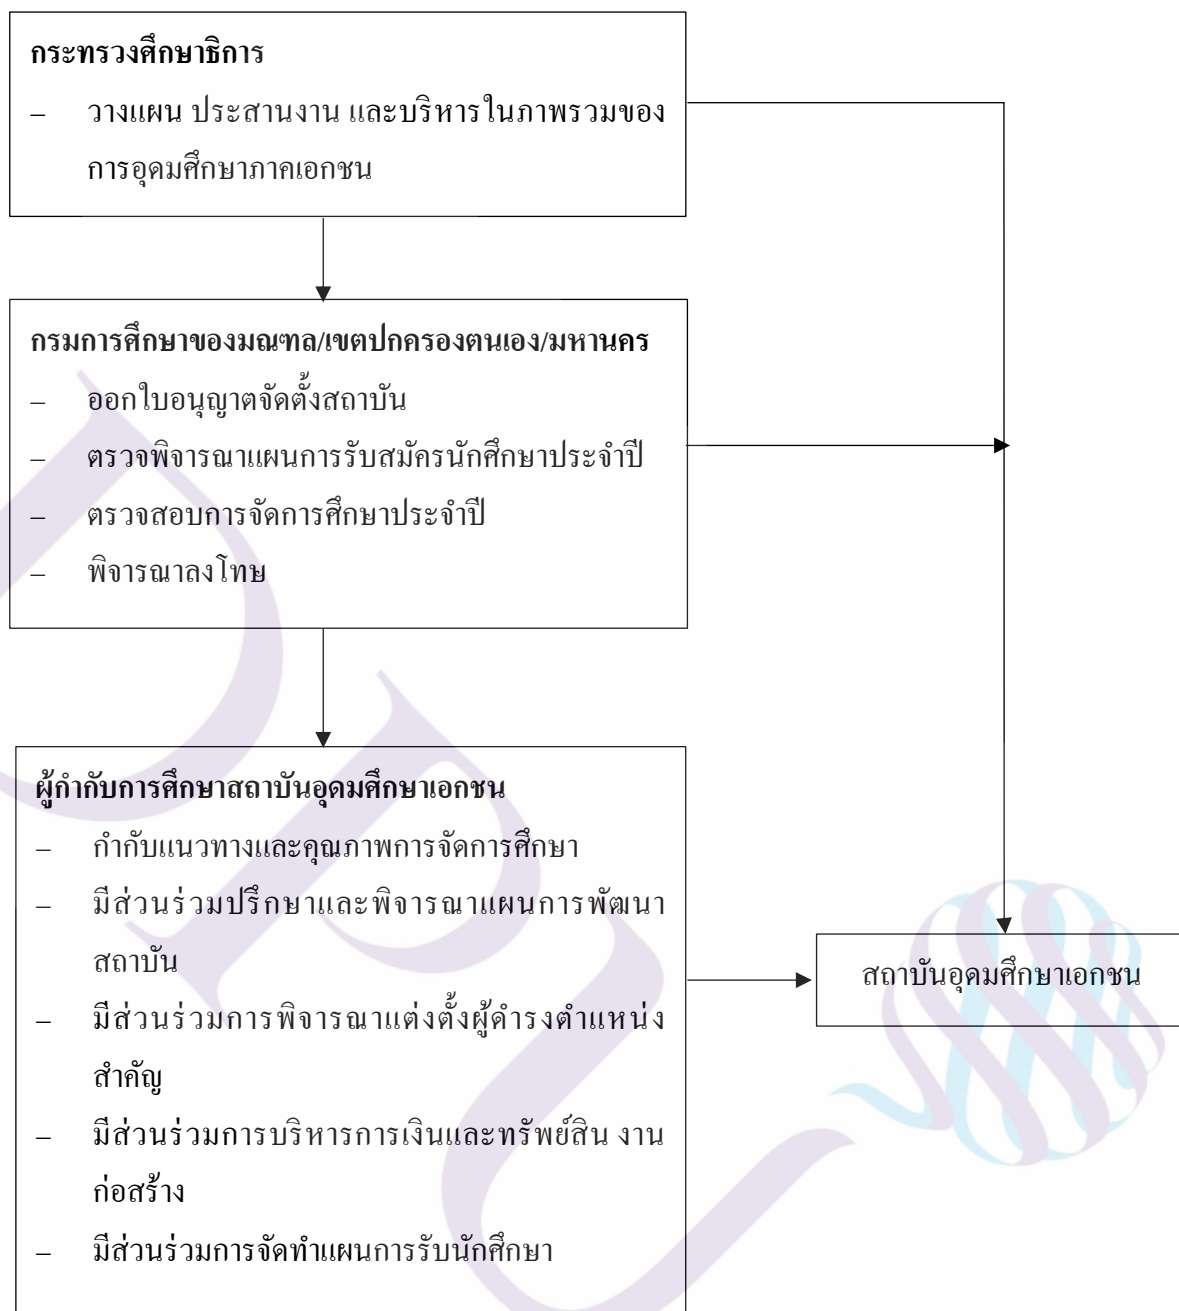 กระทรวงศึกษาธิการ
– วางแผน ประสานงาน และบริหารในภาพรวมของ
การอุดมศึกษาภาคเอกชน
กรมการศึกษาของมณฑล/เขตปกครองตนเอง/มหานคร
– ออกใบอนุญาตจัดตั้งสถาบัน
– ตรวจพิจารณาแผนการรับสมัครนักศึกษาประจำปี
– ตรวจสอบการจัดการศึกษาประจำปี
– พิจารณาลงโทษ
ผู้กำกับการศึกษาสถาบันอุดมศึกษาเอกชน
– กำกับแนวทางและคุณภาพการจัดการศึกษา
– มีส่วนร่วมปรึกษาและพิจารณาแผนการพัฒนา
สถาบัน
– มีส่วนร่วมการพิจารณาแต่งตั้งผู้ดำรงตำแหน่ง
สำคัญ
– มีส่วนร่วมการบริหารการเงินและทรัพย์สิน งาน
ก่อสร้าง
– มีส่วนร่วมการจัดทำแผนการรับนักศึกษา
สถาบันอุดมศึกษาเอกชน
DPU